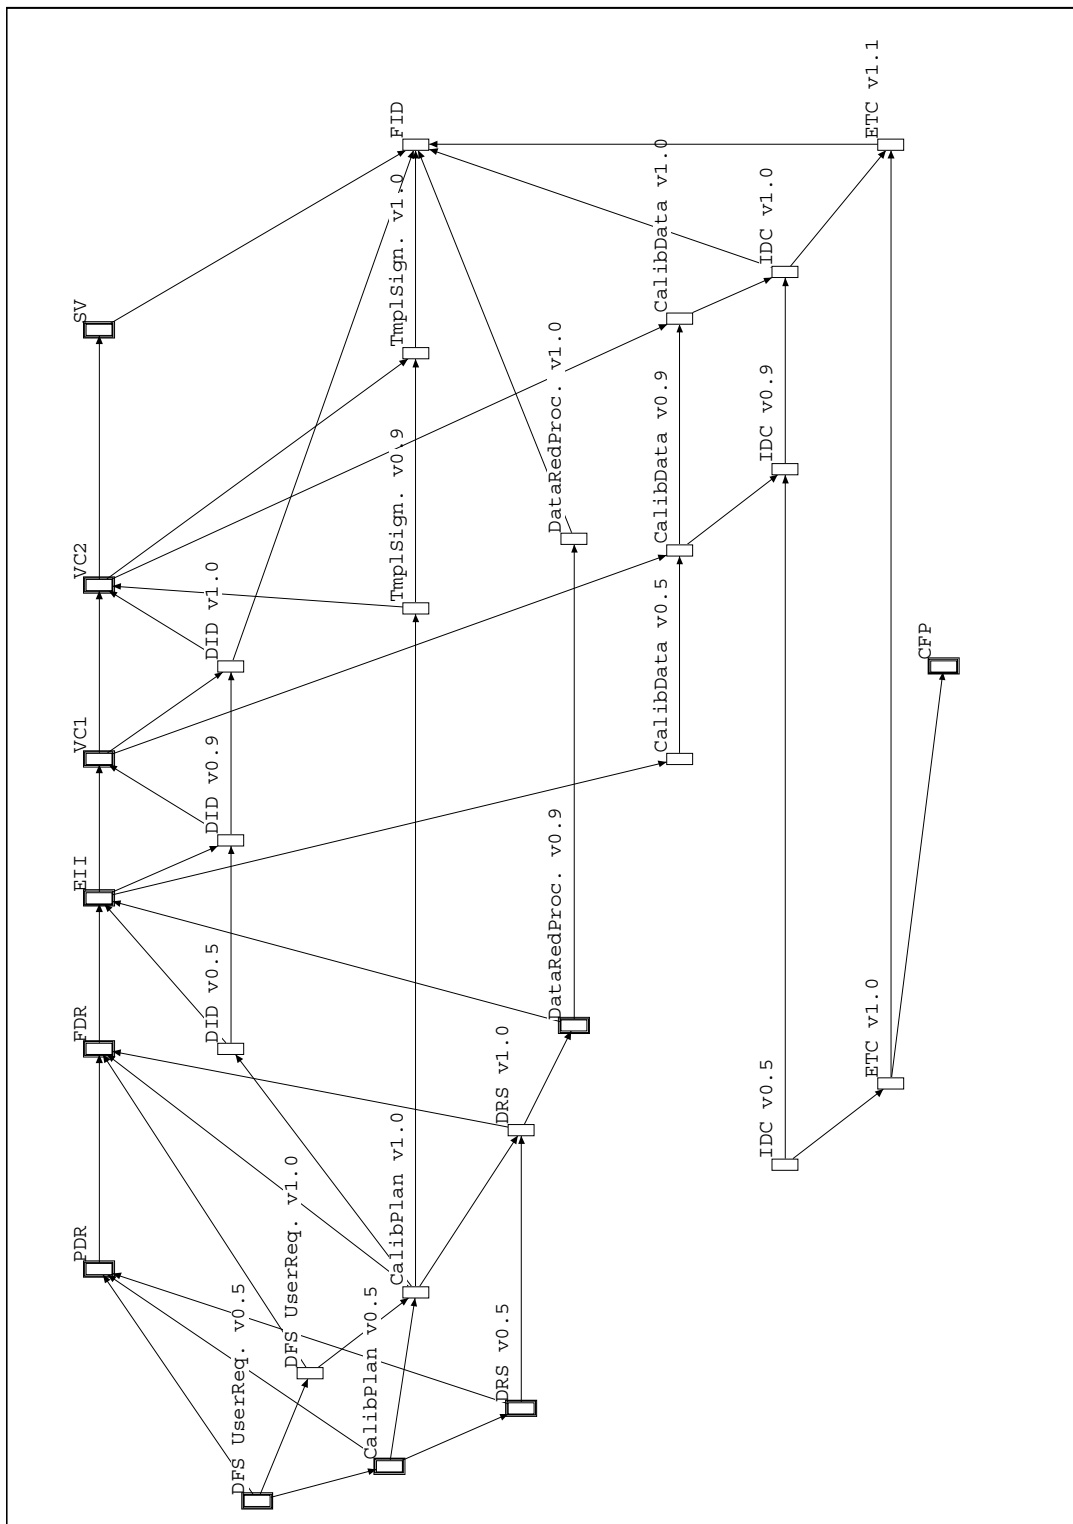 PDR
FDR
EII
VC1
VC2
SV
DID v0.5
DID v0.9
DID v1.0
DFS UserReq. v0.5
DFS UserReq. v1.0
CalibPlan v0.5
CalibPlan v1.0
TmplSign. v0.9
TmplSign. v1.0
FID
DRS v0.5
DRS v1.0
DataRedProc. v0.9
DataRedProc. v1.0
CalibData v0.5
CalibData v0.9
CalibData v1.0
IDC v0.5
IDC v0.9
IDC v1.0
ETC v1.0
ETC v1.1
CFP